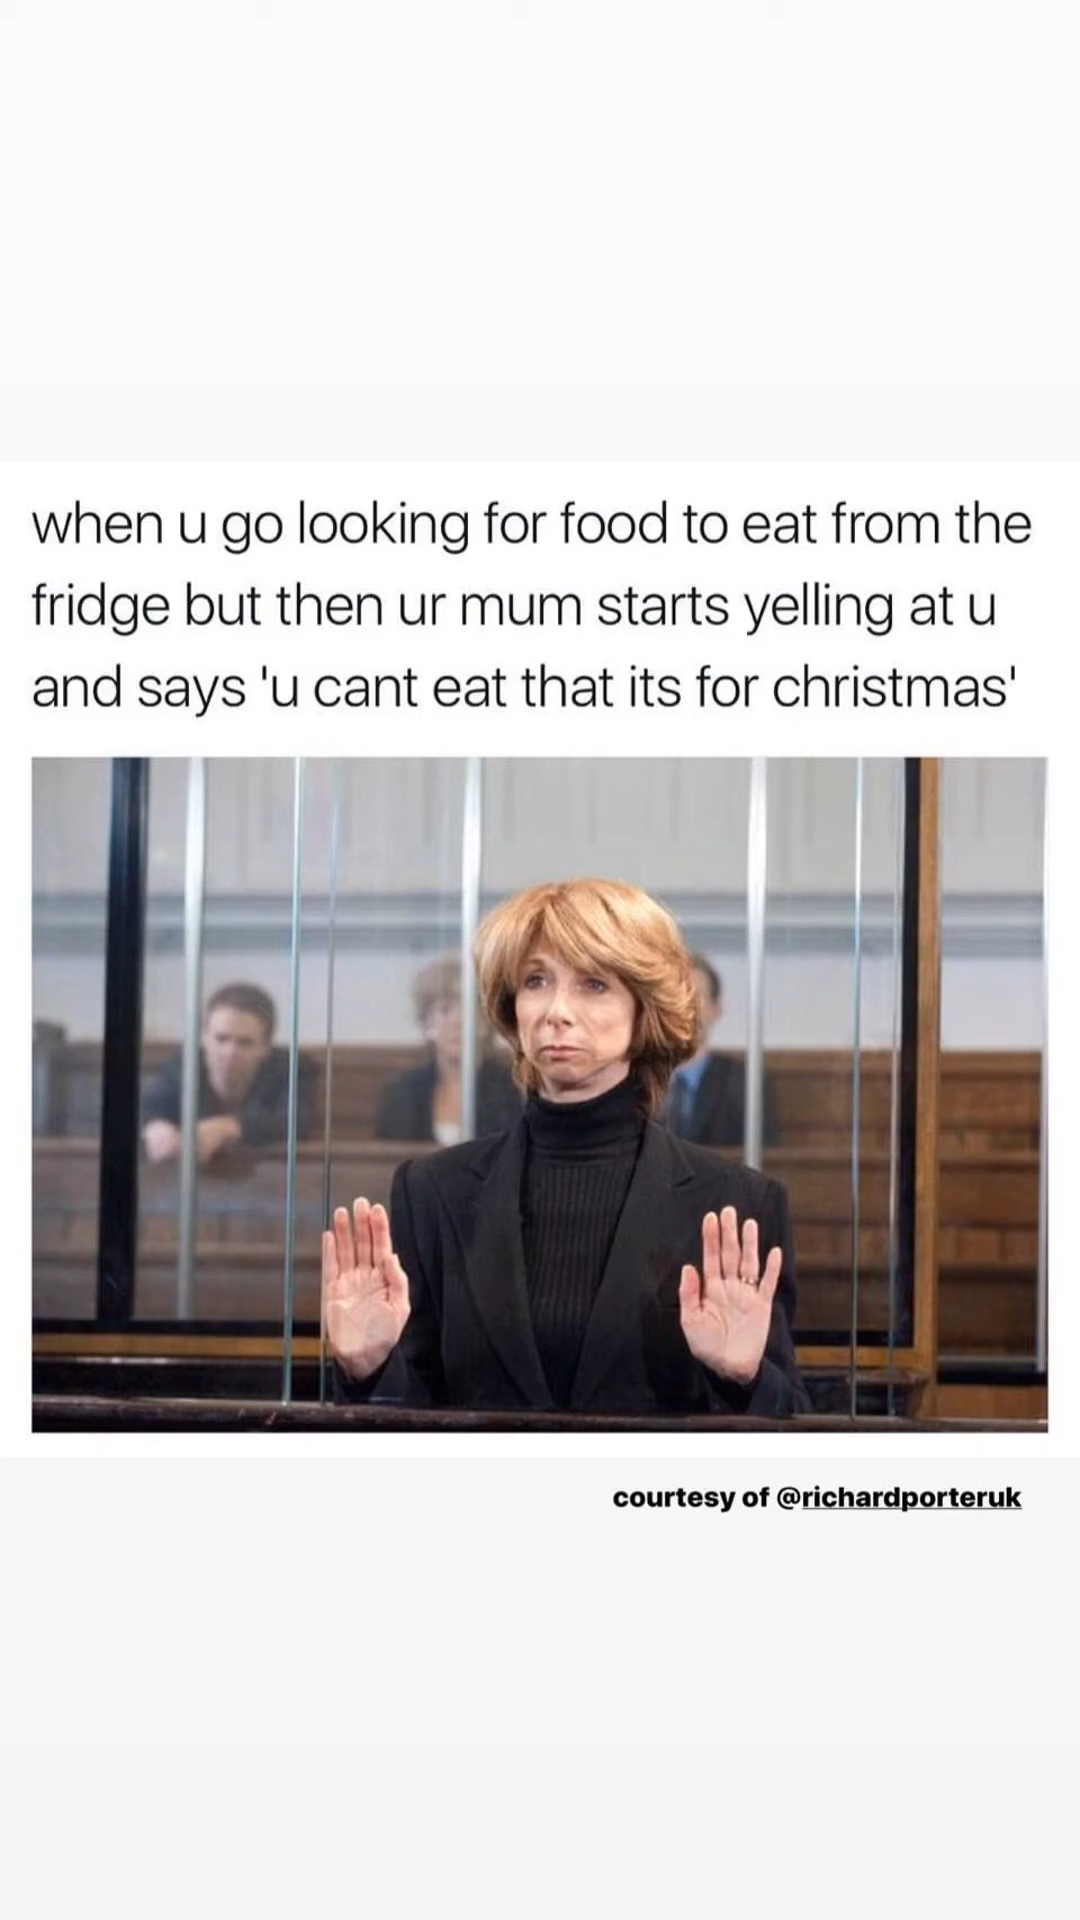 when u go looking for food to eat from the
fridge but then ur mum starts yelling at u
and says 'u cant eat that its for christmas'
courtesy of @richardporteruk